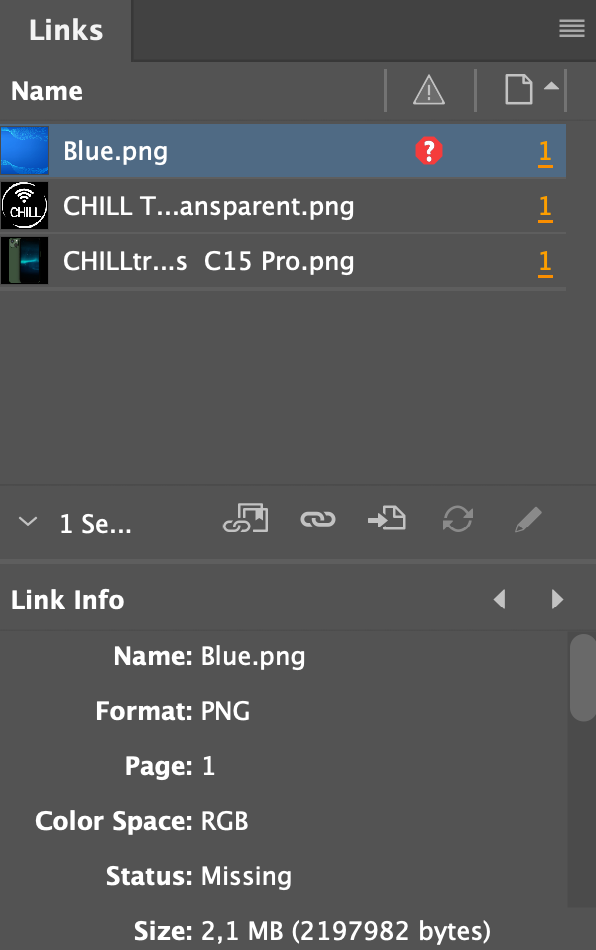 Links
Name
Blue.png 1
CHILL
CHILL T...ansparent.png 1
CHILLtr...s C15 Pro.png 1
1 Se...
Link Info
Name: Blue.png
Format: PNG
Page: 1
Color Space: RGB
Status: Missing
Size: 2,1 MB (2197982 bytes)